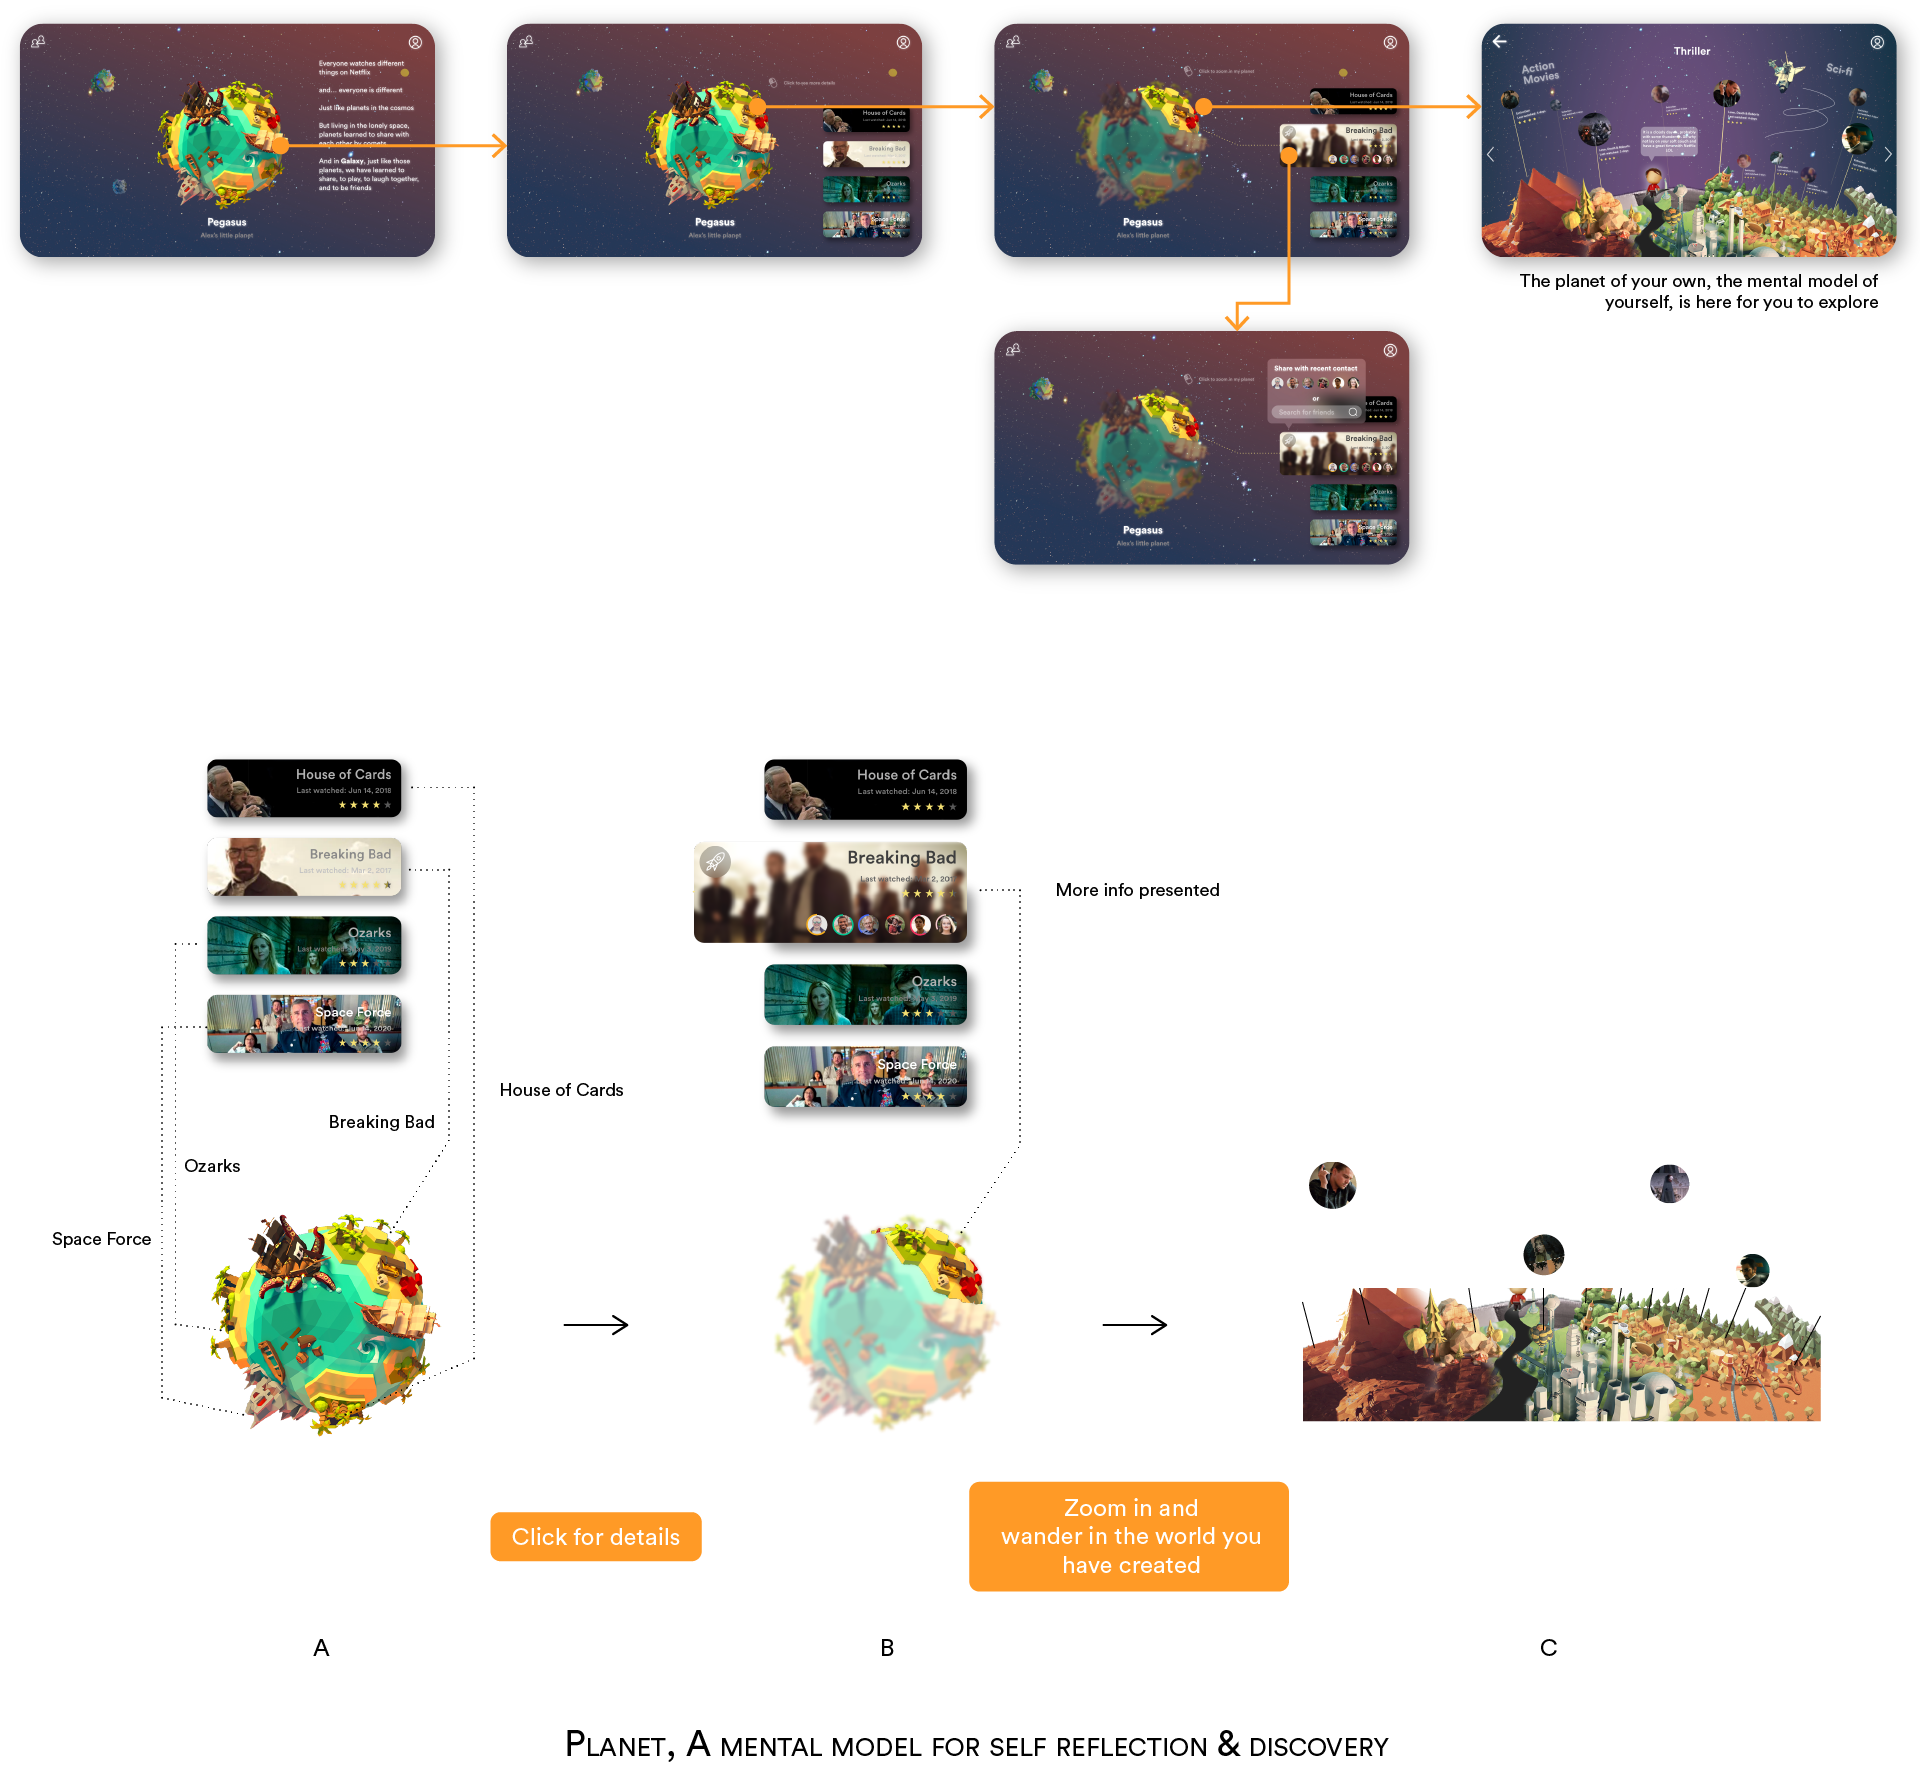 Everyone watches different
things on Netflix
and... everyone is different
Just like planets in the cosmos
But living in the lonely space,
planets learned to share with
each other by comets
And in Galaxy, just like those
planets, we have learned to
share, to play, to laugh together,
and to be friends
Pegasus
Alex's little planet
Click to see more details
House of Cards
Last watched: Jun 14, 2018
Breaking Bad
Ozarks
Space Force
Pegasus
Alex's little planet
Click to zoom in my planet
House of Cards
Breaking Bad
Ozarks
Space Force
Pegasus
Alex's little planet
Thriller
Action
Movies
Sci-fi
The planet of your own, the mental model of
yourself, is here for you to explore
Click to zoom in my planet
Share with recent contact
or
Search for friends
of Cards
Breaking Bad
Ozarks
Space Force
Pegasus
Alex's little planet
House of Cards
Last watched: Jun 14, 2018
Breaking Bad
Last watched: Mar 2, 2017
Ozarks
Last watched: May 3, 2019
Space Force
Last watched: Jun 4, 2020
House of Cards
Last watched: Jun 14, 2018
Breaking Bad
Last watched:
Ozarks
Last watched: May 3, 2019
Space Force
Last watched: Jun 4, 2020
More info presented
House of Cards
Breaking Bad
Ozarks
Space Force
Click for details
Zoom in and
wander in the world you
have created
A
B
C
Planet, A mental model for self reflection & discovery